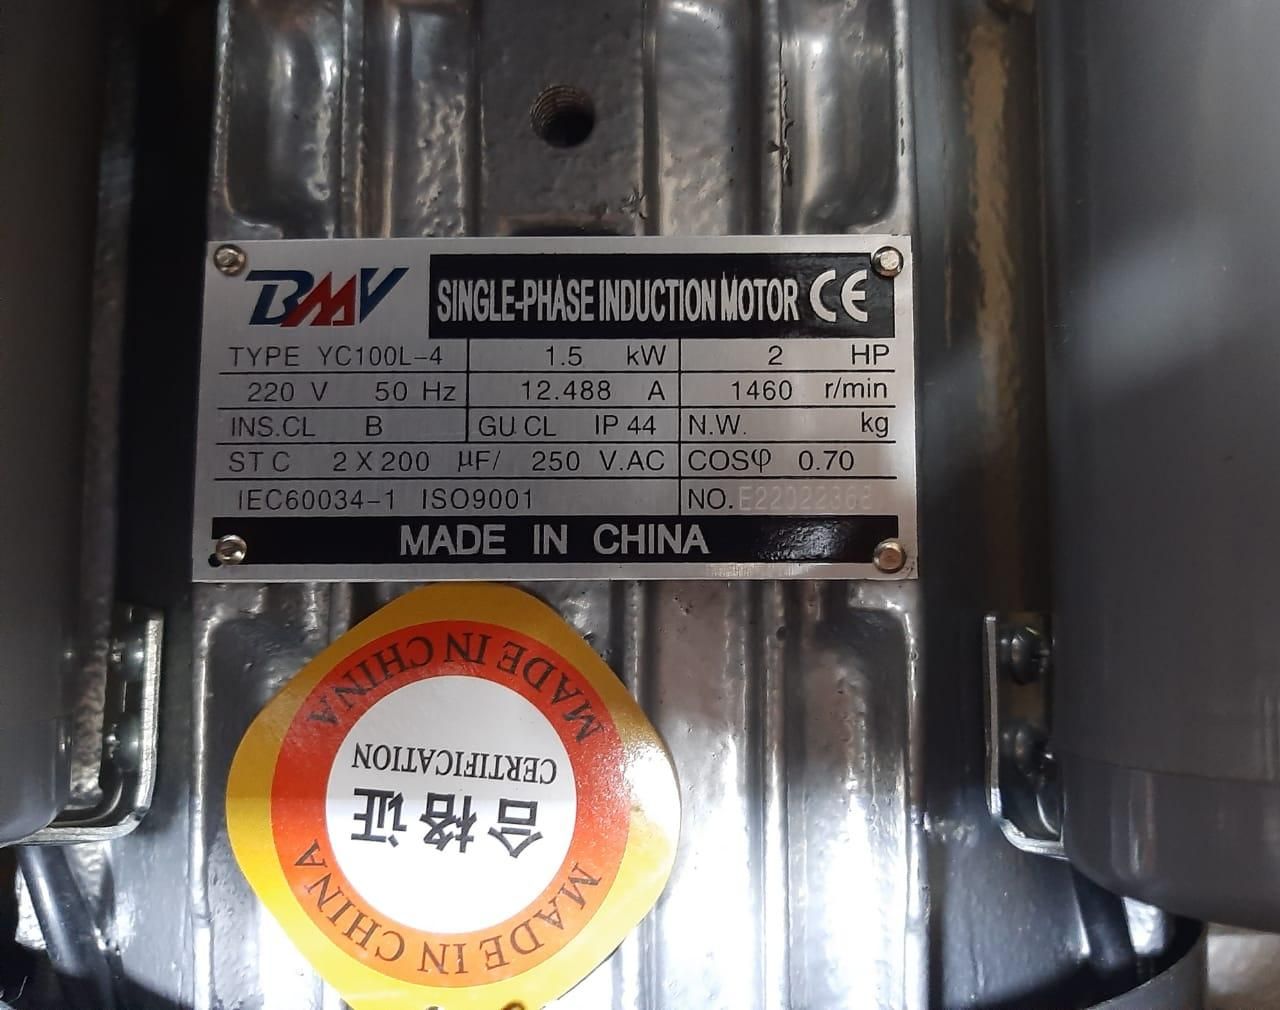 BMV SINGLE-PHASE INDUCTION MOTOR CE
TYPE YC100L-4 1.5 kW 2 HP
220 V 50 Hz 12.488 A 1460 r/min
INS.CL B GU CL IP 44 N.W. kg
ST C 2 X 200 µF/ 250 V.AC COSφ 0.70
IEC60034-1 ISO9001 NO.
MADE IN CHINA
MADE IN CHINA
合格证
CERTIFICATION
MADE IN CHINA